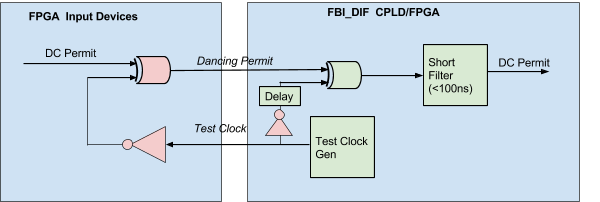 FPGA Input Devices
FBI_DIF CPLD/FPGA
DC Permit
Dancing Permit
Short
Filter
(<100ns)
DC Permit
Delay
Test Clock
Test Clock
Gen